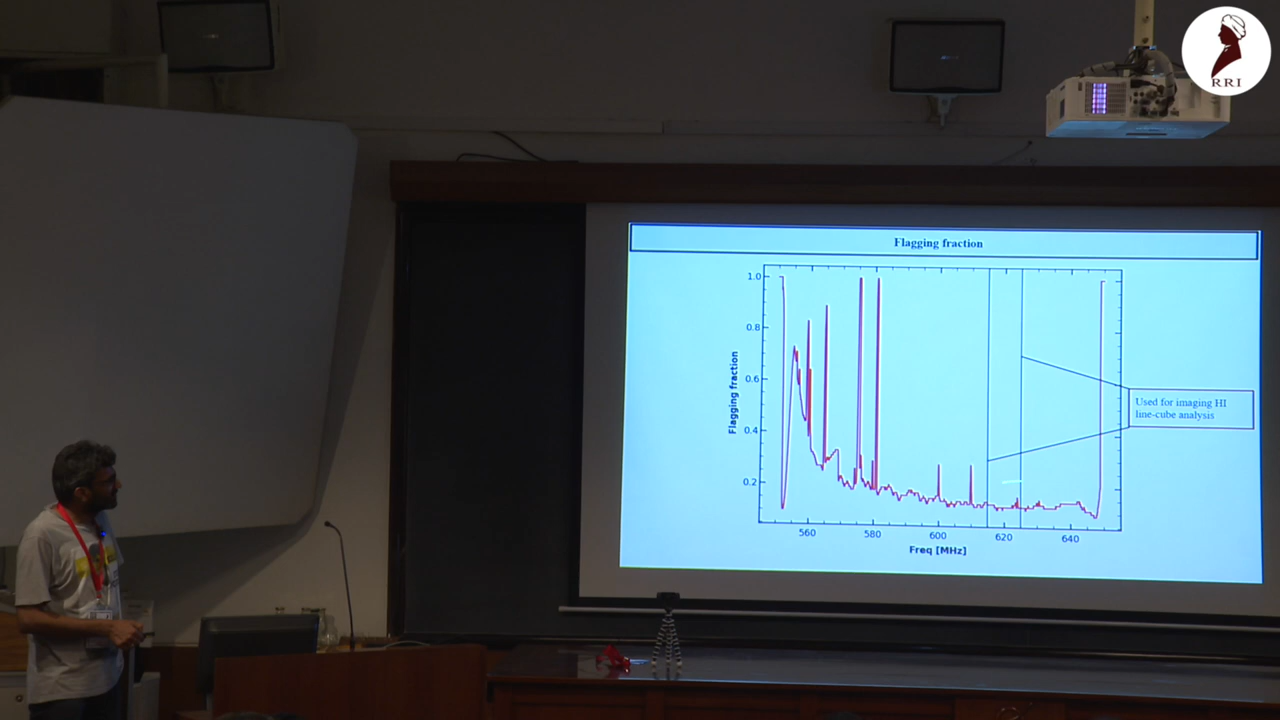 RRI
Flagging fraction
1.0
0.8
0.6
0.4
0.2
Flagging fraction
560
580
600
620
640
Freq [MHz]
Used for imaging HI
line-cube analysis